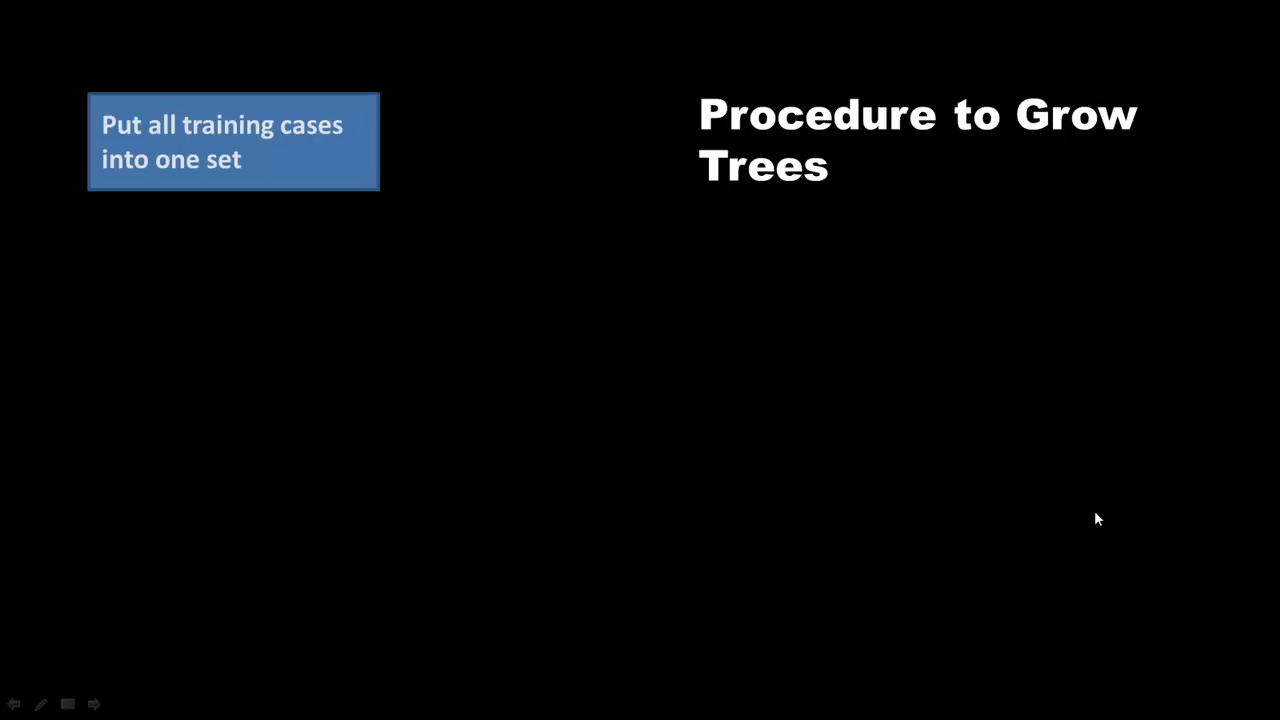 Put all training cases
into one set
Procedure to Grow
Trees